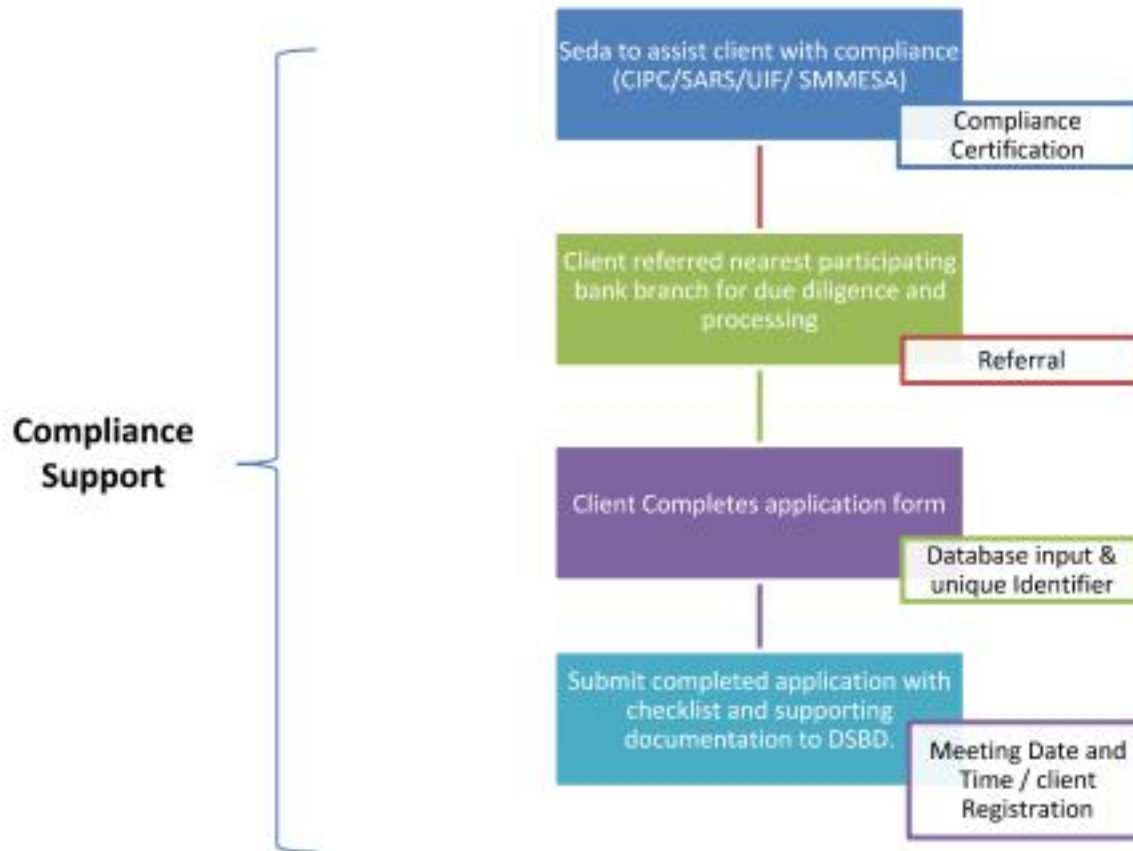 Seda to assist client with compliance
(CIPC/SARS/UIF/ SMMESA)
Compliance
Certification
Client referred nearest participating
bank branch for due diligence and
processing
Referral
Compliance
Support
Client Completes application form
Database input &
unique Identifier
Submit completed application with
checklist and supporting
documentation to DSBD.
Meeting Date and
Time / client
Registration